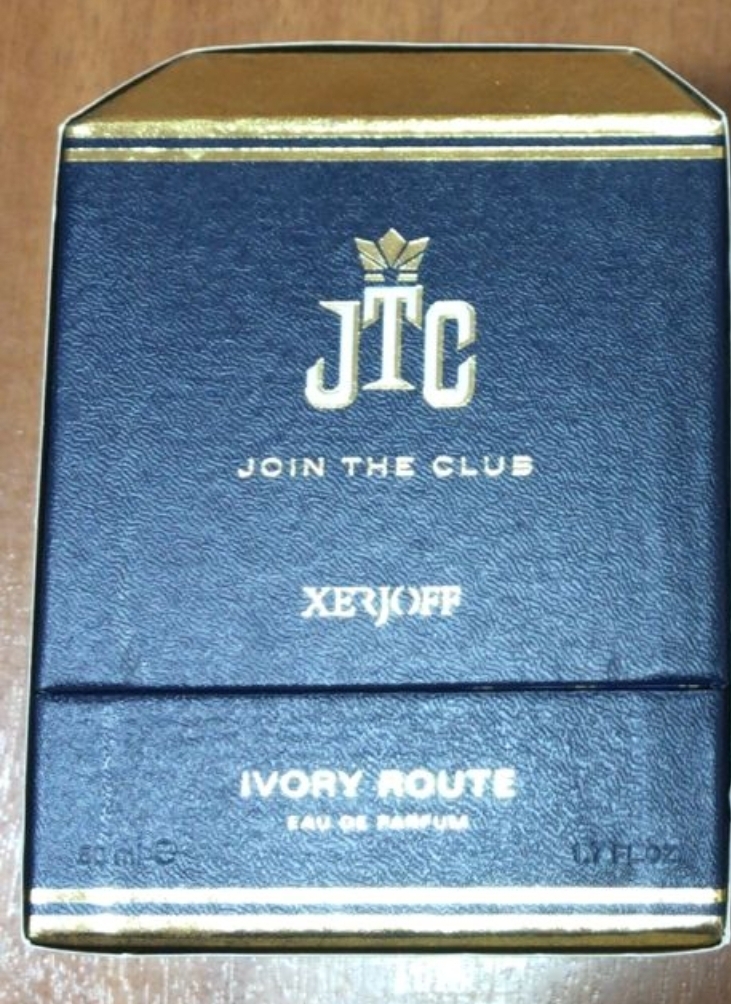 JTC
JOIN THE CLUB
XERJOFF
IVORY ROUTE
EAU DE PARFUM
50 ml ℮ 1.7 FL.OZ